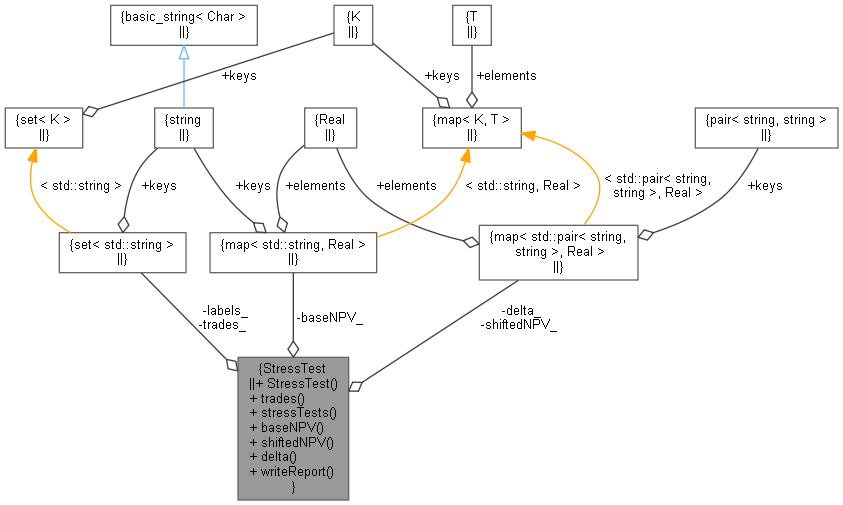 {basic_string< Char >
||}
{K
||}
{T
||}
+keys
+keys
+elements
{set< K >
||}
{string
||}
{Real
||}
{map< K, T >
||}
{pair< string, string >
||}
< std::string >
+keys
+keys
+elements
+elements
< std::string, Real >
< std::pair< string,
string >, Real >
+keys
{set< std::string >
||}
{map< std::string, Real >
||}
{map< std::pair< string,
string >, Real >
||}
-labels_
-trades_
-baseNPV_
-delta_
-shiftedNPV_
{StressTest
||+ StressTest()
+ trades()
+ stressTests()
+ baseNPV()
+ shiftedNPV()
+ delta()
+ writeReport()
}